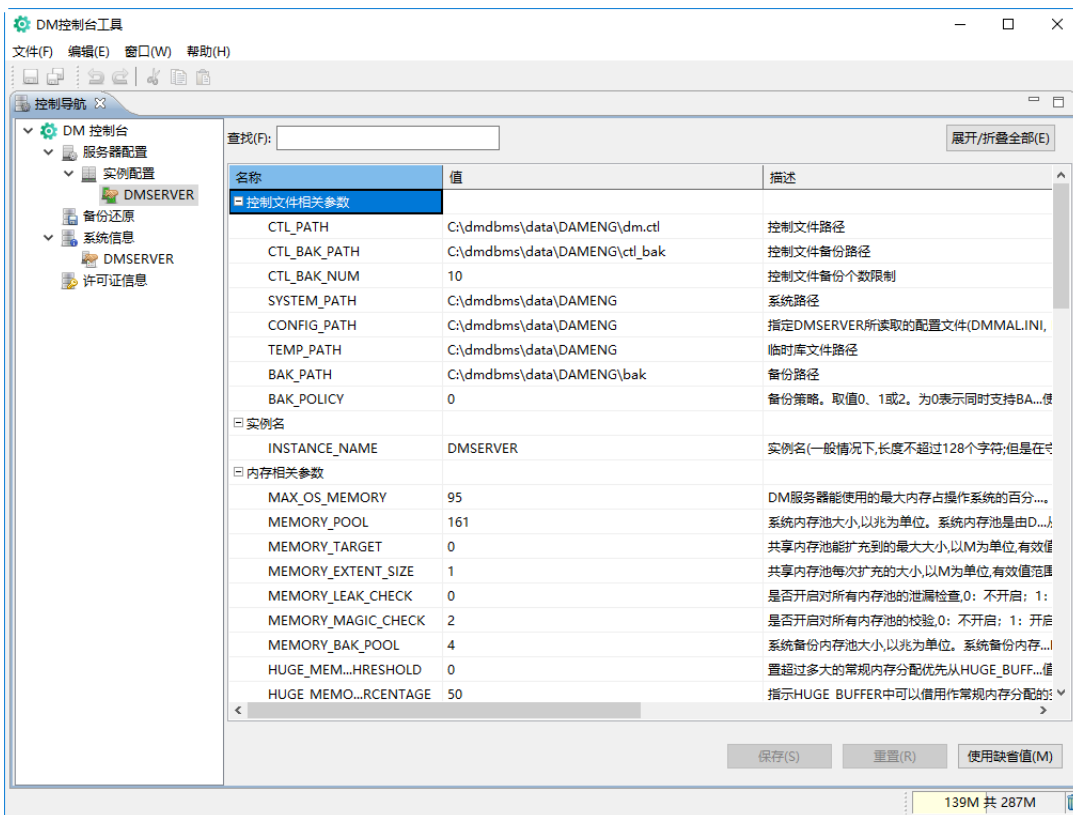 DM控制台工具
文件(F) 编辑(E) 窗口(W) 帮助(H)
控制导航
DM 控制台
服务器配置
实例配置
DMSERVER
备份还原
系统信息
DMSERVER
许可证信息
查找(F): 展开/折叠全部(E)
名称 值 描述
控制文件相关参数
CTL_PATH C:\dmdbms\data\DAMENG\dm.ctl 控制文件路径
CTL_BAK_PATH C:\dmdbms\data\DAMENG\ctl_bak 控制文件备份路径
CTL_BAK_NUM 10 控制文件备份个数限制
SYSTEM_PATH C:\dmdbms\data\DAMENG 系统路径
CONFIG_PATH C:\dmdbms\data\DAMENG 指定DMSERVER所读取的配置文件(DMMAL.INI,
TEMP_PATH C:\dmdbms\data\DAMENG 临时库文件路径
BAK_PATH C:\dmdbms\data\DAMENG\bak 备份路径
BAK_POLICY 0 备份策略。取值0、1或2。为0表示同时支持BA...使
实例名
INSTANCE_NAME DMSERVER 实例名(一般情况下,长度不超过128个字符;但是在守
内存相关参数
MAX_OS_MEMORY 95 DM服务器能使用的最大内存占操作系统的百分...。
MEMORY_POOL 161 系统内存池大小,以兆为单位。系统内存池是由D...从
MEMORY_TARGET 0 共享内存池能扩充到的最大大小,以M为单位,有效值
MEMORY_EXTENT_SIZE 1 共享内存池每次扩充的大小,以M为单位,有效值范围
MEMORY_LEAK_CHECK 0 是否开启对所有内存池的泄漏检查,0：不开启；1：
MEMORY_MAGIC_CHECK 2 是否开启对所有内存池的校验,0：不开启；1：开启
MEMORY_BAK_POOL 4 系统备份内存池大小,以兆为单位。系统备份内存...
HUGE_MEM...HRESHOLD 0 置超过多大的常规内存分配优先从HUGE_BUFF...值
HUGE_MEMO...RCENTAGE 50 指示HUGE BUFFER中可以借用作常规内存分配的
保存(S) 重置(R) 使用缺省值(M)
139M 共 287M